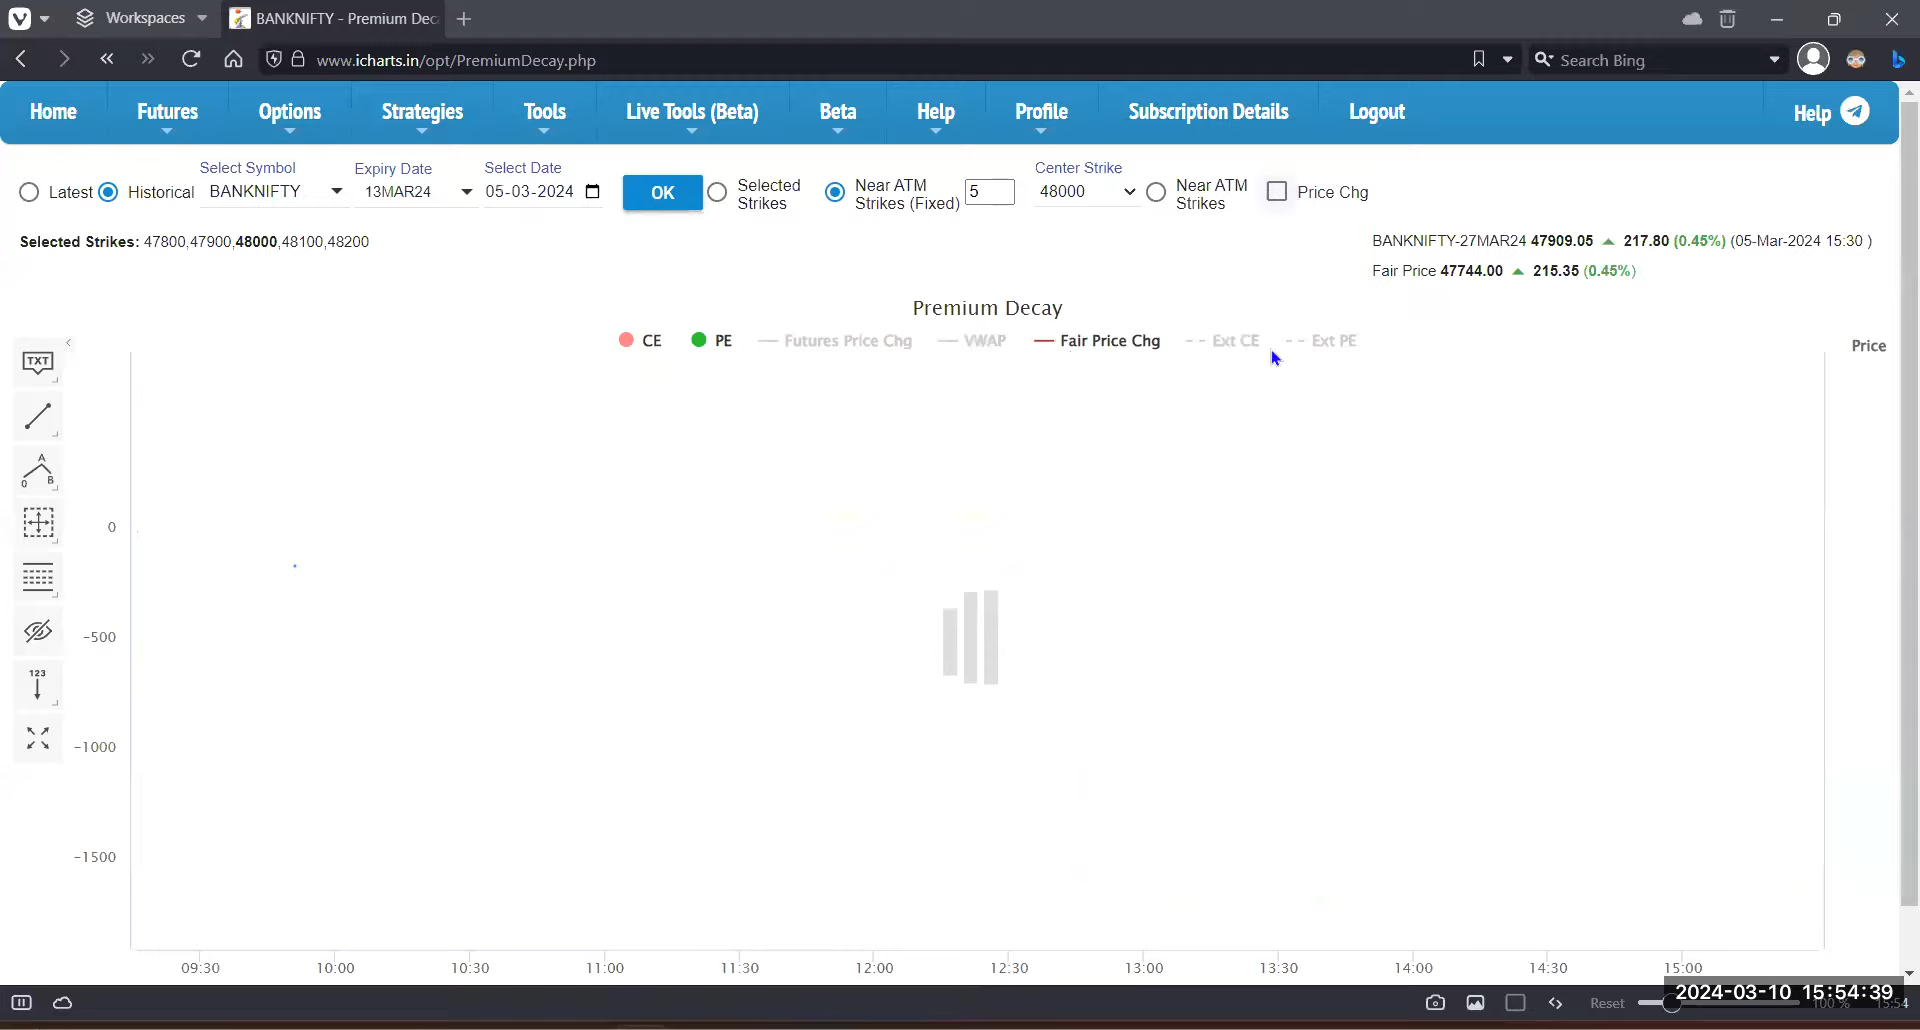 Workspaces
BANKNIFTY - Premium Dec
www.icharts.in/opt/PremiumDecay.php
Search Bing
Home Futures Options Strategies Tools Live Tools (Beta) Beta Help Profile Subscription Details Logout Help
Select Symbol Expiry Date Select Date Center Strike
Latest Historical BANKNIFTY 13MAR24 05-03-2024 OK Selected Strikes Near ATM Strikes (Fixed) 5 48000 Near ATM Strikes Price Chg
Selected Strikes: 47800,47900,48000,48100,48200
BANKNIFTY-27MAR24 47909.05 ▲ 217.80 (0.45%) (05-Mar-2024 15:30 )
Fair Price 47744.00 ▲ 215.35 (0.45%)
Premium Decay
CE PE Futures Price Chg VWAP Fair Price Chg Ext CE Ext PE
Price
TXT
A
0 B
123
0
-500
-1000
-1500
09:30 10:00 10:30 11:00 11:30 12:00 12:30 13:00 13:30 14:00 14:30 15:00
2024-03-10 15:54:39
Reset 100 % 15:54